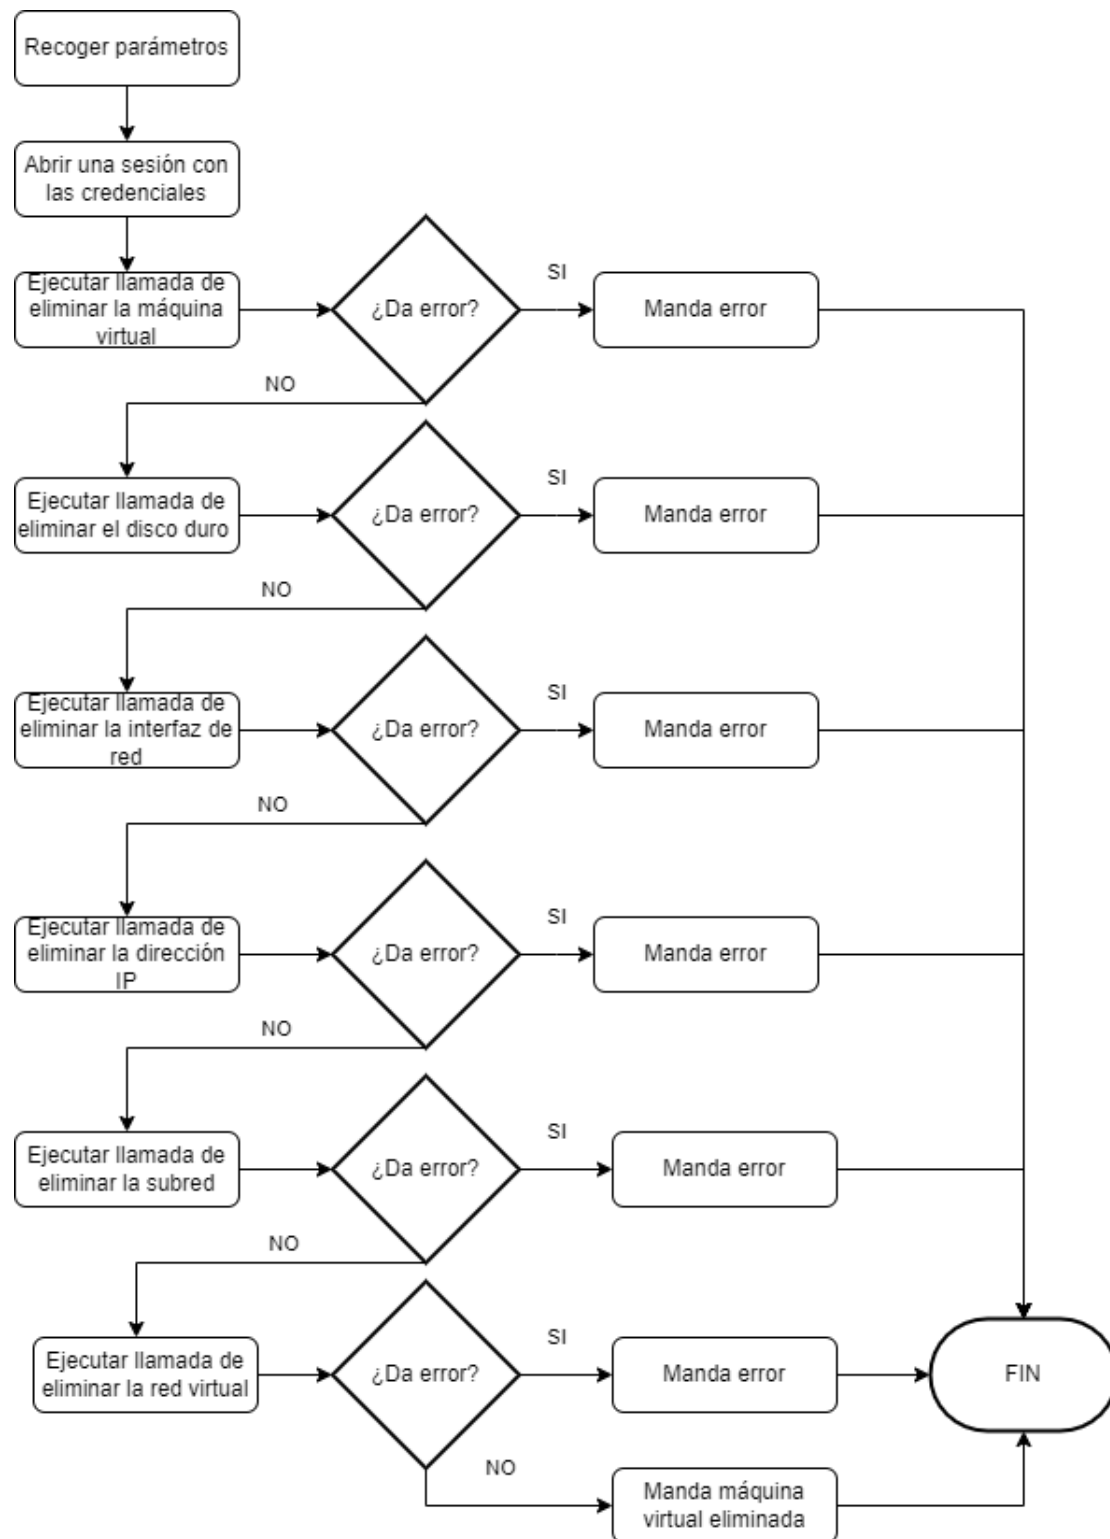 Recoger parámetros
Abrir una sesión con
las credenciales
Ejecutar llamada de
eliminar la máquina
virtual
¿Da error?
SI
Manda error
NO
Ejecutar llamada de
eliminar el disco duro
¿Da error?
SI
Manda error
NO
Ejecutar llamada de
eliminar la interfaz de
red
¿Da error?
SI
Manda error
NO
Ejecutar llamada de
eliminar la dirección
IP
¿Da error?
SI
Manda error
NO
Ejecutar llamada de
eliminar la subred
¿Da error?
SI
Manda error
NO
Ejecutar llamada de
eliminar la red virtual
¿Da error?
SI
Manda error
FIN
NO
Manda máquina
virtual eliminada